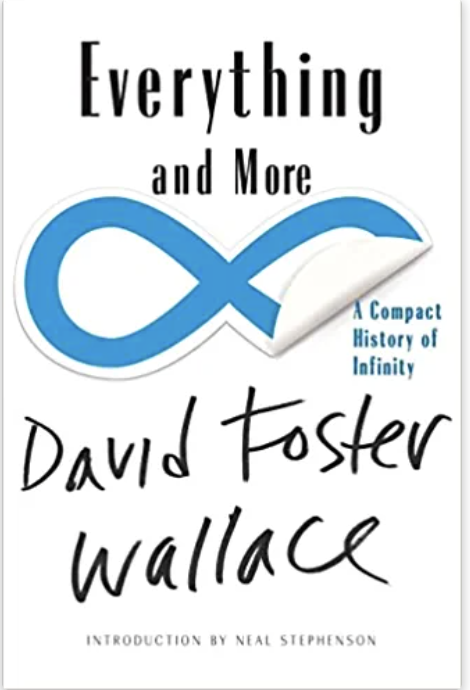 Everything
and More
A Compact
History of
Infinity
David Foster
Wallace
INTRODUCTION BY NEAL STEPHENSON